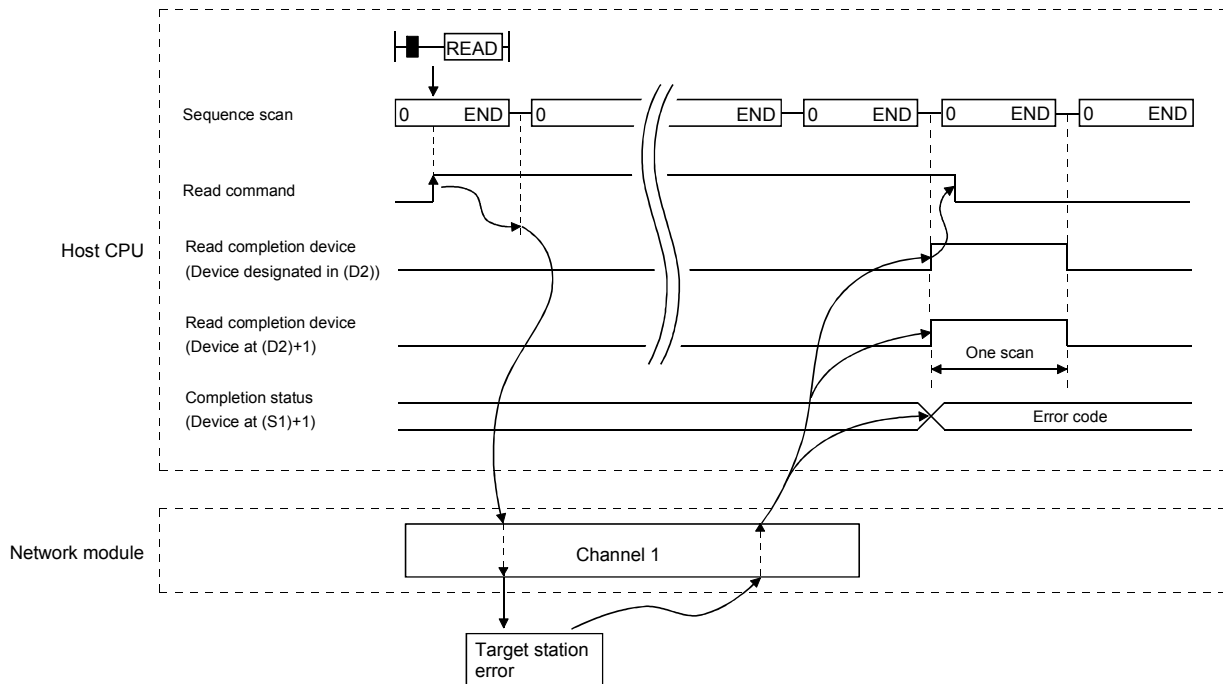 READ
Sequence scan
0 END 0 END 0 END 0 END 0 END
Read command
Host CPU
Read completion device
(Device designated in (D2))
Read completion device
(Device at (D2)+1)
One scan
Completion status
(Device at (S1)+1)
Error code
Network module
Channel 1
Target station
error